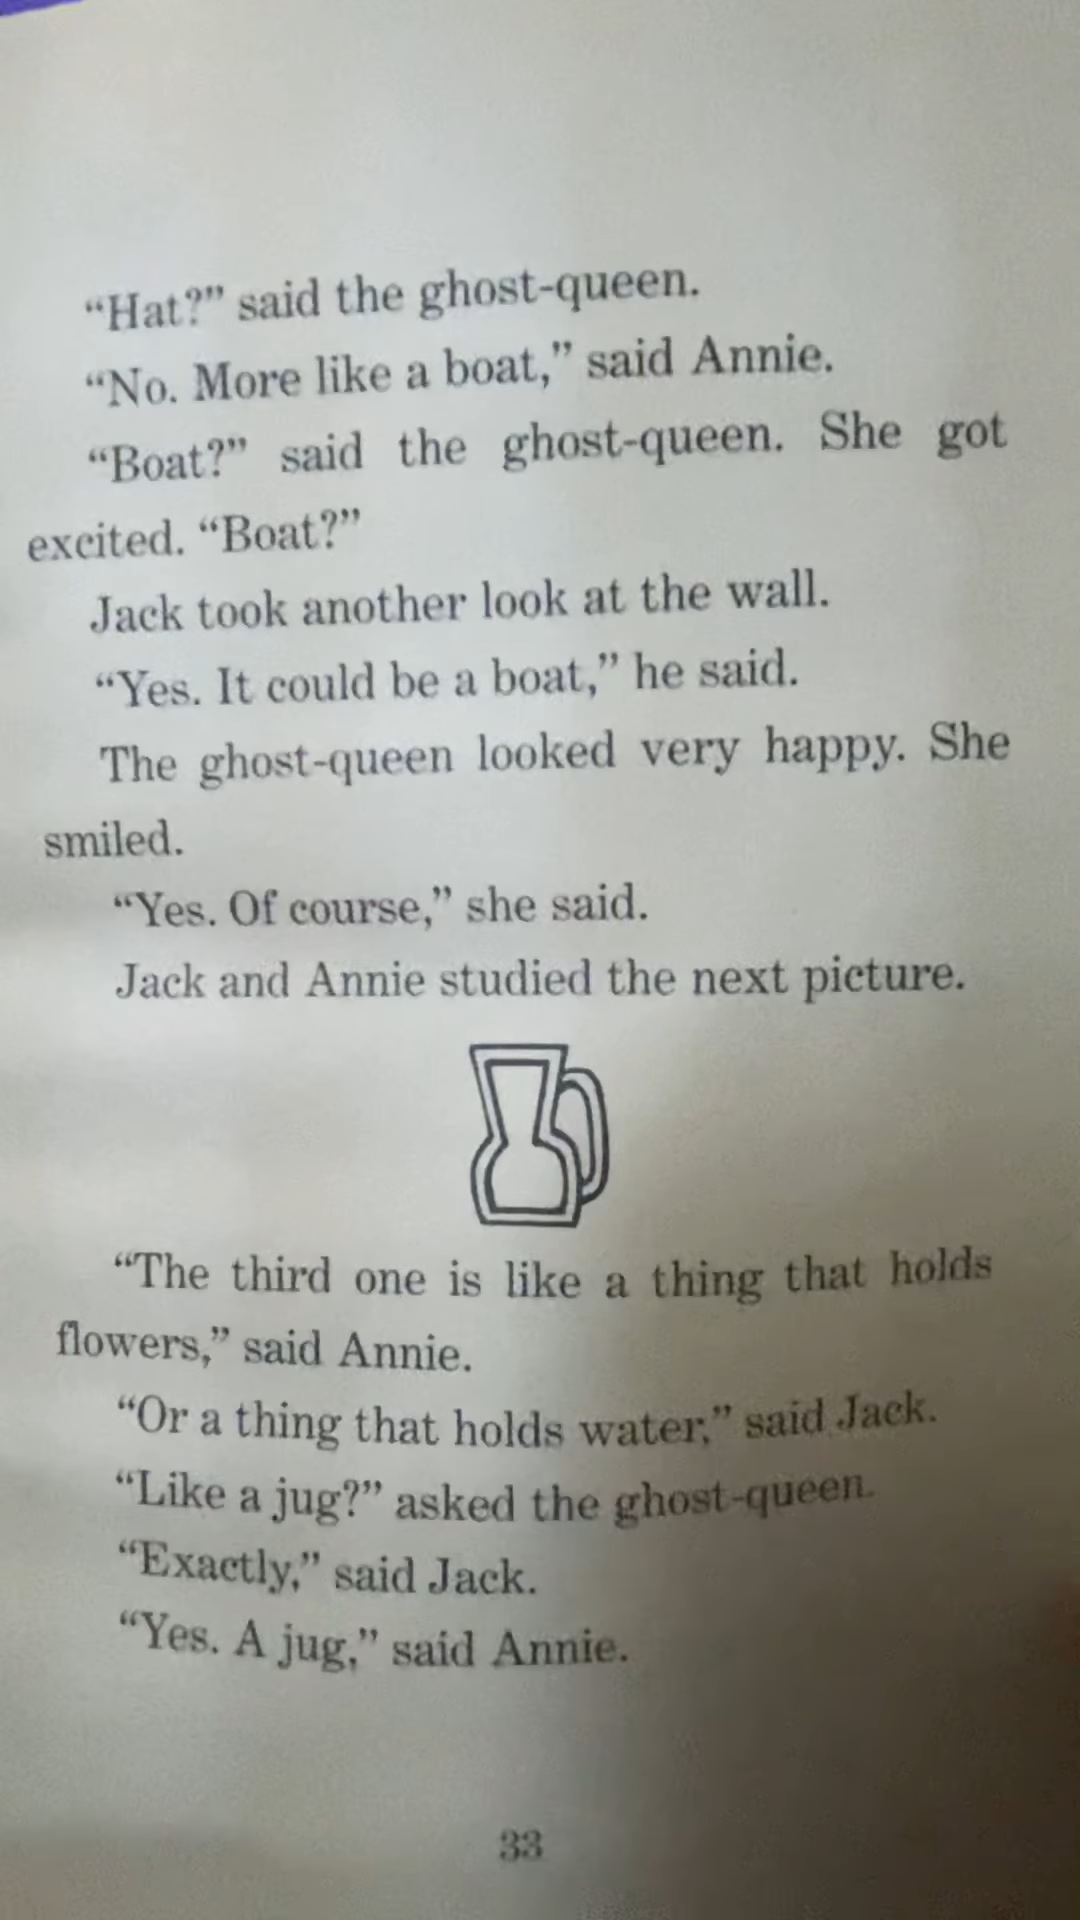 “Hat?” said the ghost-queen.
“No. More like a boat,” said Annie.
“Boat?” said the ghost-queen. She got
excited. “Boat?”
Jack took another look at the wall.
“Yes. It could be a boat,” he said.
The ghost-queen looked very happy. She
smiled.
“Yes. Of course,” she said.
Jack and Annie studied the next picture.
“The third one is like a thing that holds
flowers,” said Annie.
“Or a thing that holds water,” said Jack.
“Like a jug?” asked the ghost-queen.
“Exactly,” said Jack.
“Yes. A jug,” said Annie.
33